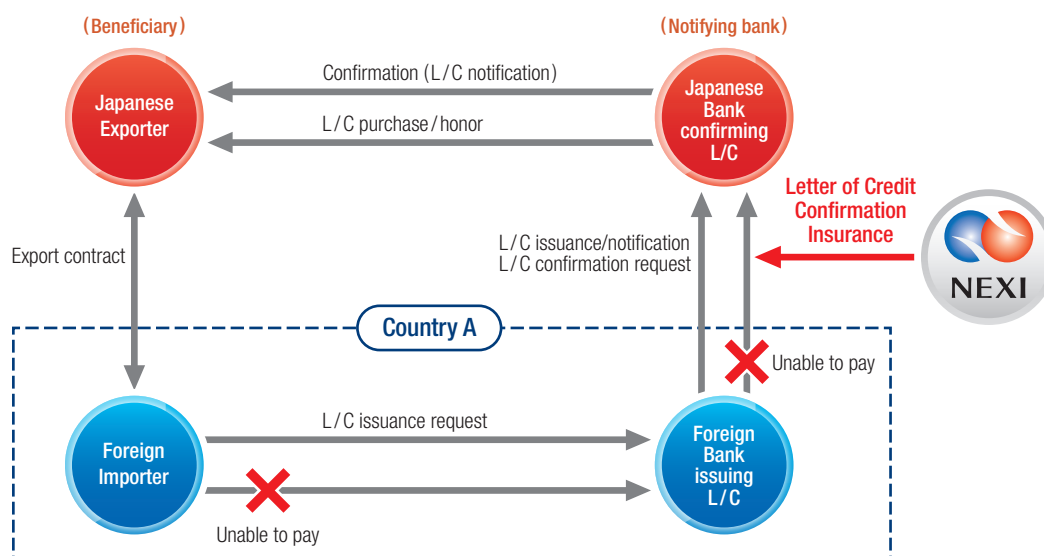 (Beneficiary)
(Notifying bank)
Japanese
Exporter
Confirmation (L/C notification)
L/C purchase/honor
Japanese
Bank
confirming
L/C
Letter of Credit
Confirmation
Insurance
NEXI
Export contract
L/C issuance/notification
L/C confirmation request
Country A
Unable to pay
Foreign
Importer
L/C issuance request
Unable to pay
Foreign
Bank
issuing
L/C